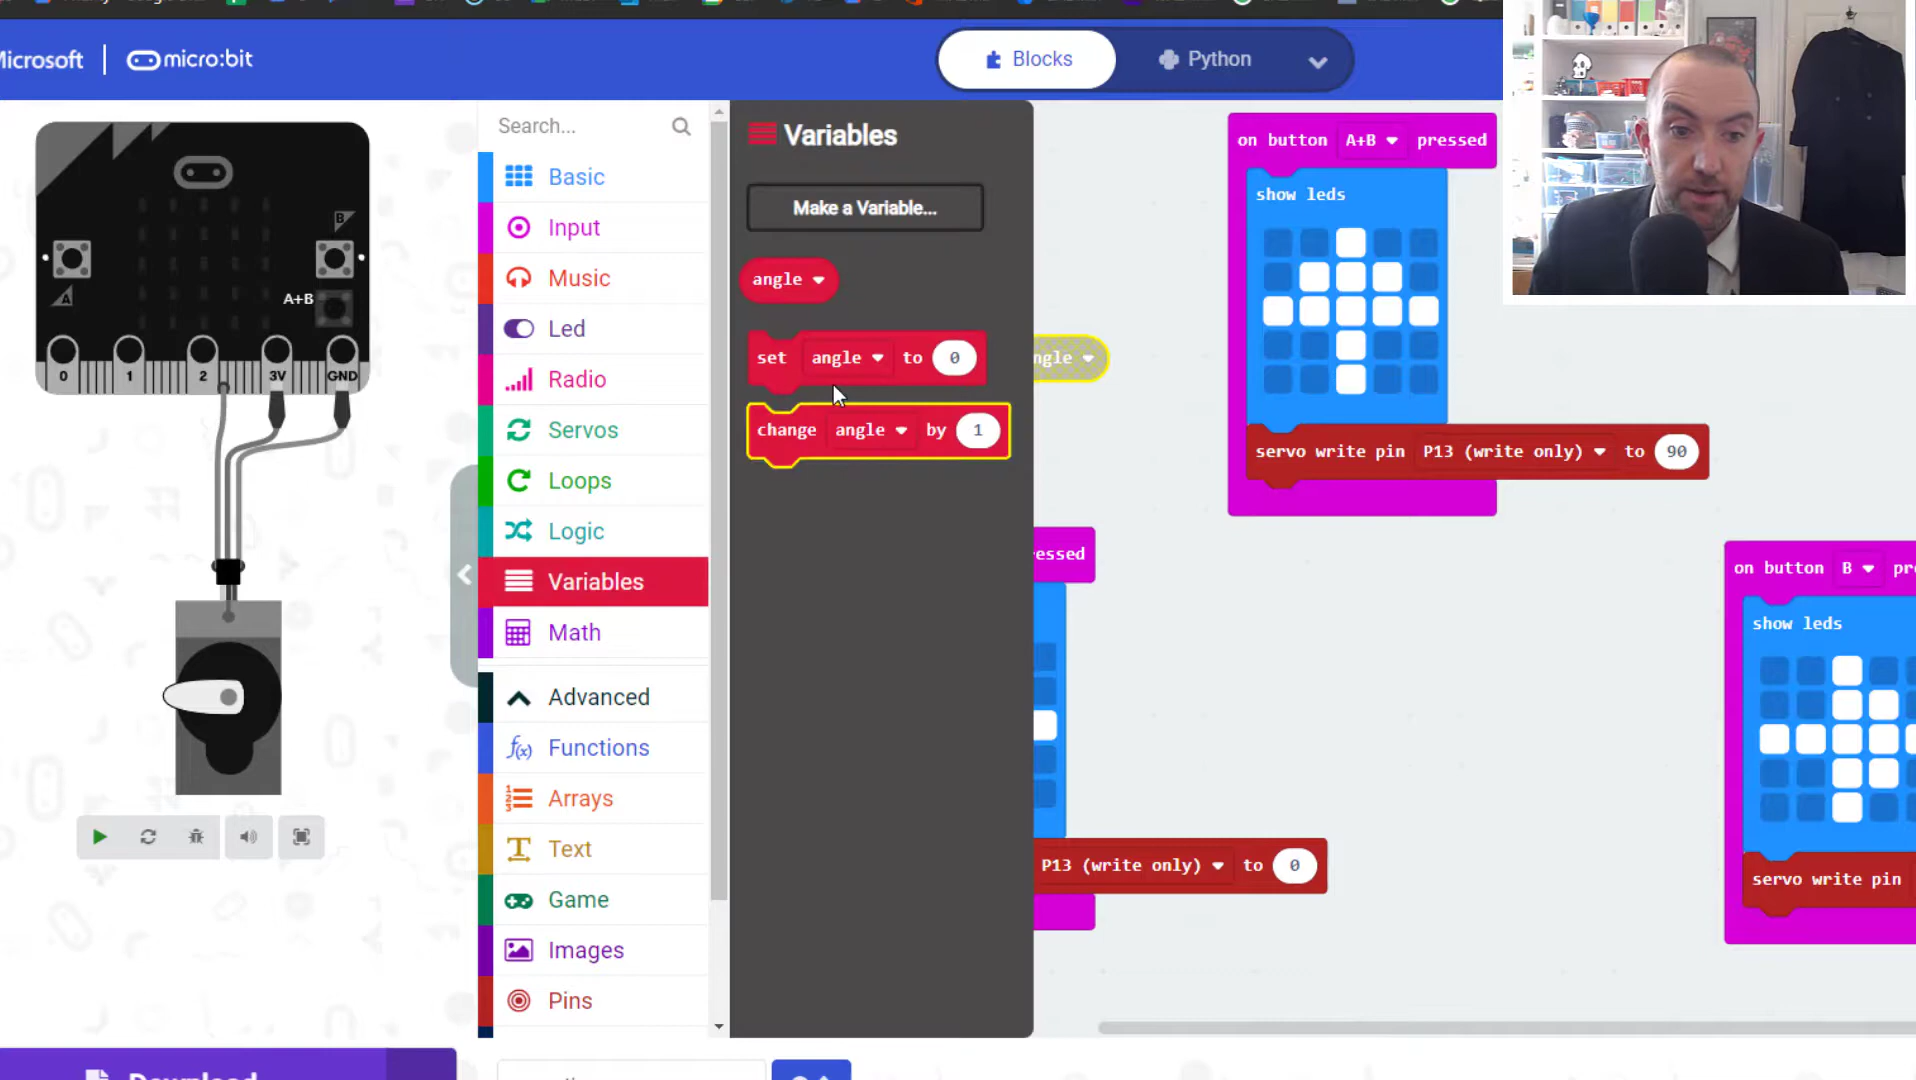 Microsoft | micro:bit
Blocks
Python
B
A
A+B
0 1 2 3V GND
Search...
Basic
Input
Music
Led
Radio
Servos
Loops
Logic
Variables
Math
Advanced
Functions
Arrays
Text
Game
Images
Pins
Variables
Make a Variable...
angle
set angle to 0
change angle by 1
on button A+B pressed
show leds
servo write pin P13 (write only) to 90
P13 (write only) to 0
on button B
show leds
servo write pin
Download